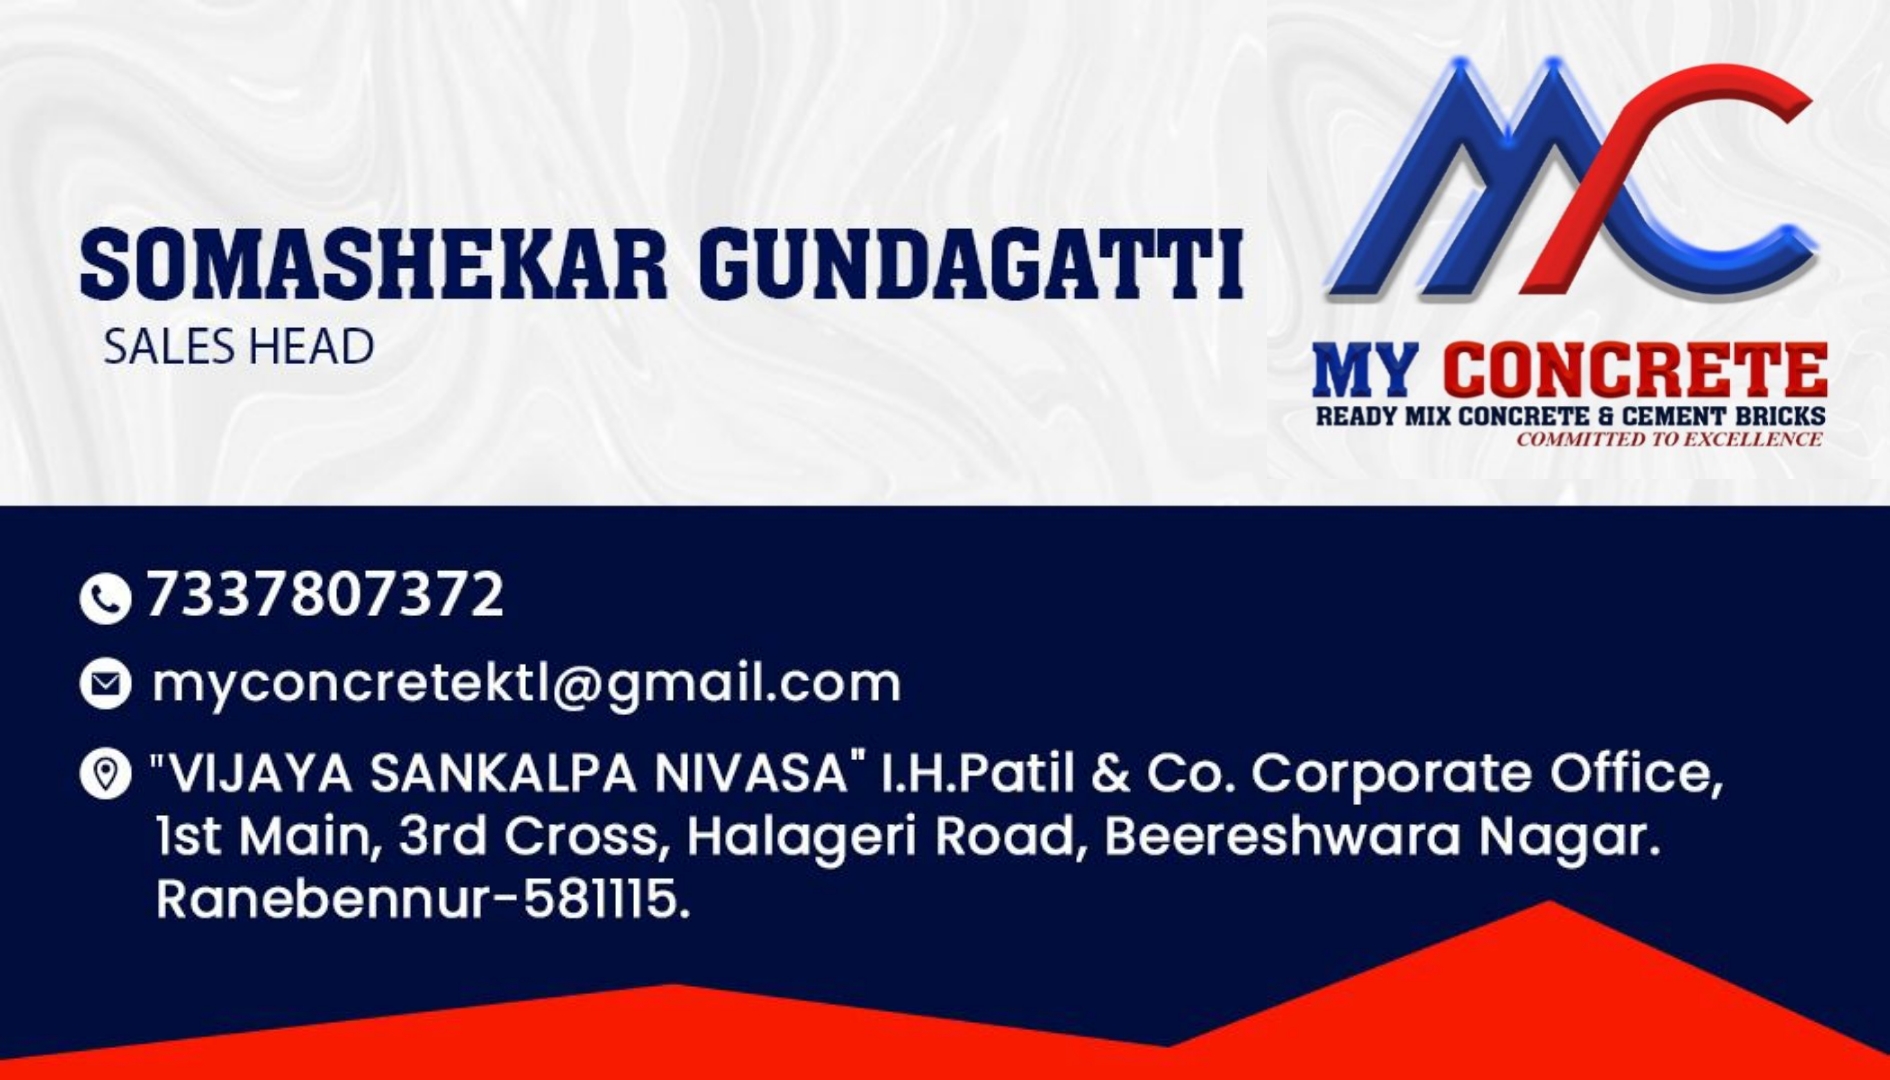 SOMASHEKAR GUNDAGATTI
SALES HEAD
MC
MY CONCRETE
READY MIX CONCRETE & CEMENT BRICKS
COMMITTED TO EXCELLENCE
7337807372
myconcretektl@gmail.com
"VIJAYA SANKALPA NIVASA" I.H.Patil & Co. Corporate Office,
1st Main, 3rd Cross, Halageri Road, Beereshwara Nagar.
Ranebennur-581115.